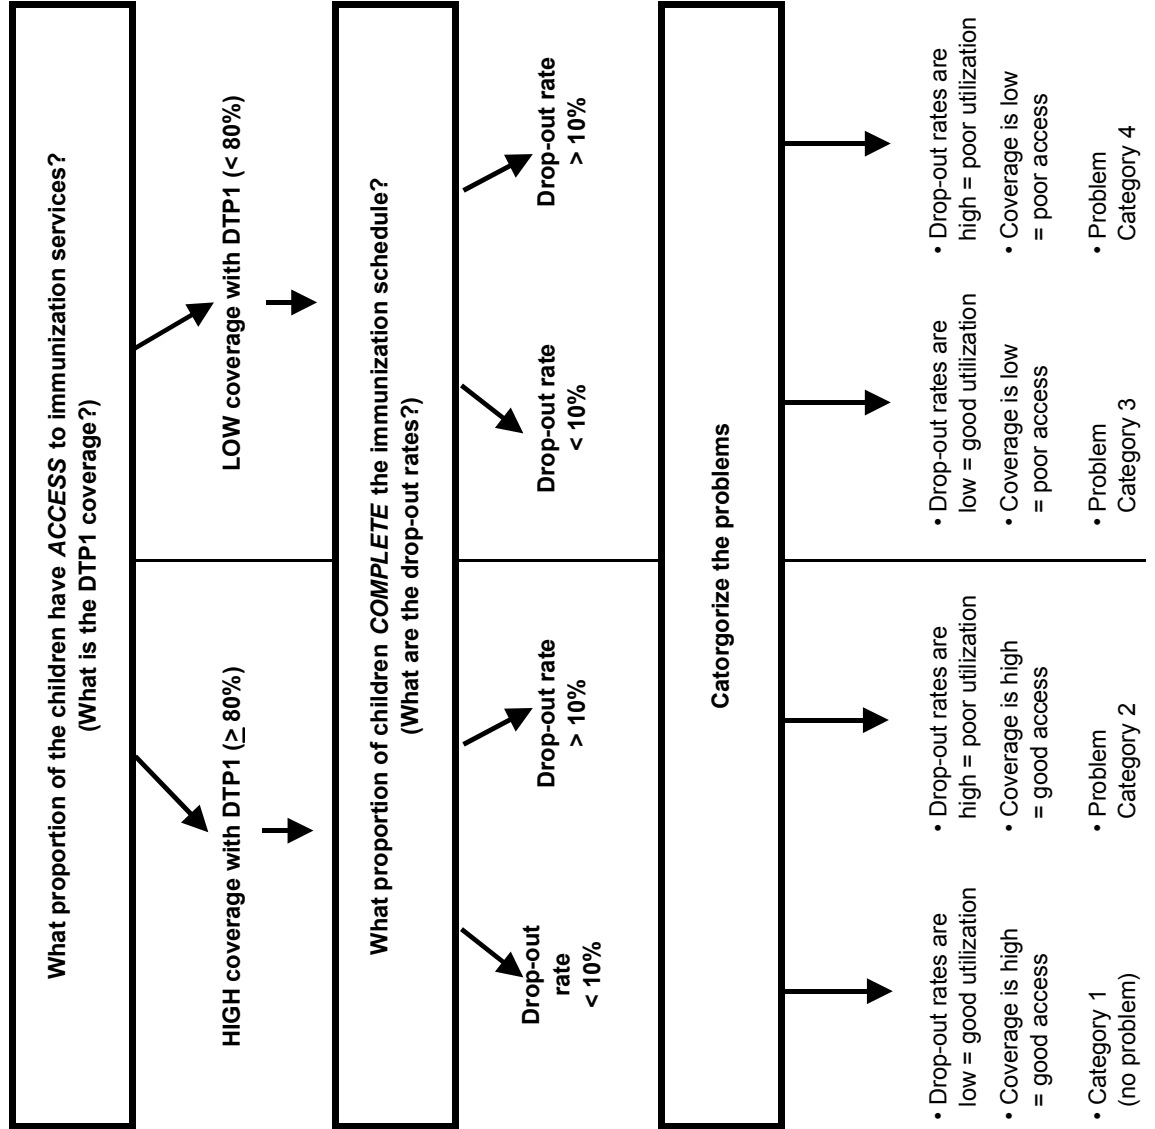 What proportion of the children have ACCESS to immunization services?
(What is the DTP1 coverage?)
HIGH coverage with DTP1 (≥ 80%)
LOW coverage with DTP1 (< 80%)
What proportion of children COMPLETE the immunization schedule?
(What are the drop-out rates?)
Drop-out
rate
< 10%
Drop-out rate
> 10%
Drop-out rate
< 10%
Drop-out rate
> 10%
Catorgorize the problems
• Drop-out rates are
low = good utilization
• Coverage is high
= good access
• Category 1
(no problem)
• Drop-out rates are
high = poor utilization
• Coverage is high
= good access
• Problem
Category 2
• Drop-out rates are
low = good utilization
• Coverage is low
= poor access
• Problem
Category 3
• Drop-out rates are
high = poor utilization
• Coverage is low
= poor access
• Problem
Category 4